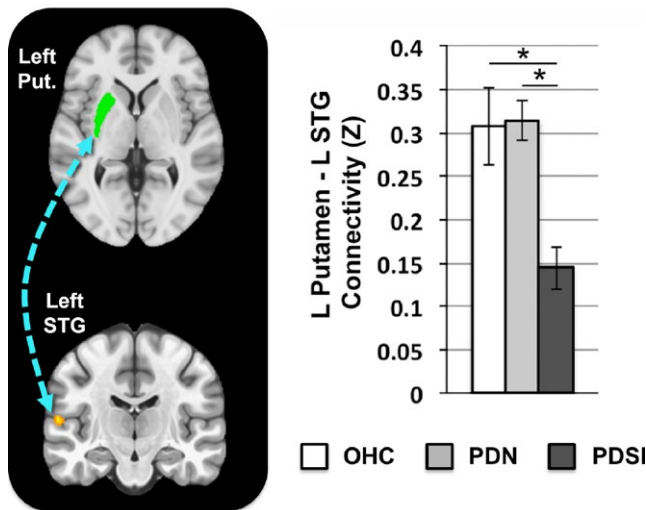 Left
Put.
Left
STG
L Putamen - L STG
Connectivity (Z)
0.4
0.35
0.3
0.25
0.2
0.15
0.1
0.05
0
*
*
OHC
PDN
PDSI